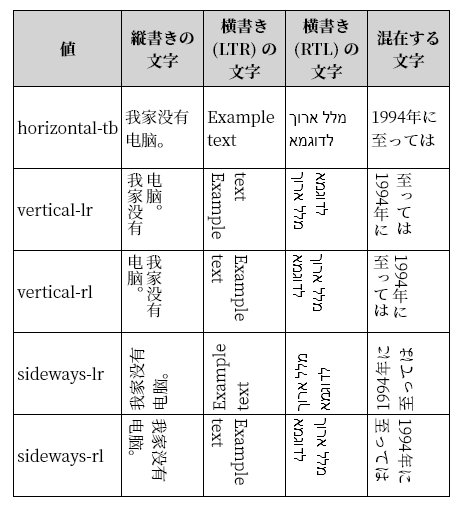 値
縦書きの
文字
横書き
(LTR) の
文字
横書き
(RTL) の
文字
混在する
文字
horizontal-tb
我家没有
电脑。
Example
text
מלל ארוך
לדוגמא
1994年に
至っては
vertical-lr
我家没有
电脑。
Example
text
מלל ארוך
לדוגמא
1994年に
至っては
vertical-rl
我家没有
电脑。
Example
text
מלל ארוך
לדוגמא
1994年に
至っては
sideways-lr
我家没有
电脑。
Example
text
מלל ארוך
לדוגמא
1994年に
至っては
sideways-rl
我家没有
电脑。
Example
text
מלל ארוך
לדוגמא
1994年に
至っては